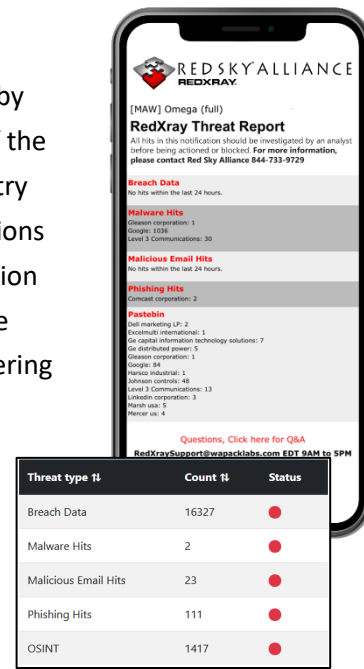 by
the
try
ions
ion
e
ering
REDSKY ALLIANCE
REDXRAY
[MAW] Omega (full)
RedXray Threat Report
All hits in this notification should be investigated by an analyst
before being actioned or blocked. For more information,
please contact Red Sky Alliance 844-733-9729
Breach Data
No hits within the last 24 hours.
Malware Hits
Gleason corporation: 1
Google: 1036
Level 3 Communications: 30
Malicious Email Hits
No hits within the last 24 hours.
Phishing Hits
Comcast corporation: 2
Pastebin
Dell marketing LP: 2
Excelmulti international: 1
Ge capital information technology solutions: 7
Ge distributed power: 5
Gleason corporation: 1
Google: 84
Harsco industrial: 1
Johnson controls: 48
Level 3 Communications: 13
Linkedin corporation: 3
Marsh usa: 5
Mercer us: 4
Questions, Click here for Q&A
RedXraySupport@wapacklabs.com EDT 9AM to 5PM
Threat type ⇅ Count ⇅ Status
Breach Data 16327
Malware Hits 2
Malicious Email Hits 23
Phishing Hits 111
OSINT 1417